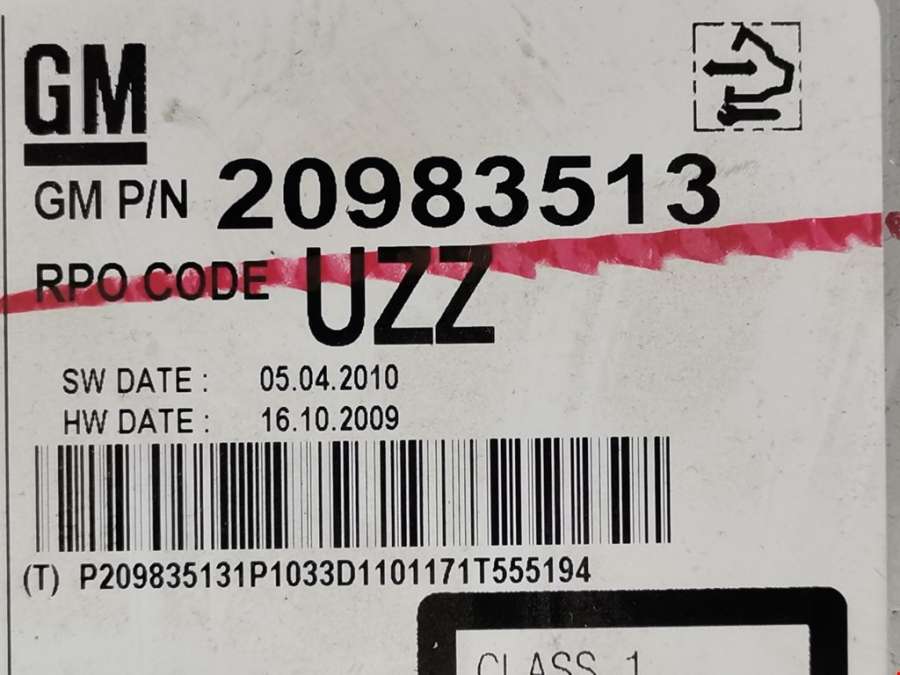 GM
GM P/N 20983513
RPO CODE UZZ
SW DATE : 05.04.2010
HW DATE : 16.10.2009
(T) P209835131P1033D1101171T555194
CLASS 1